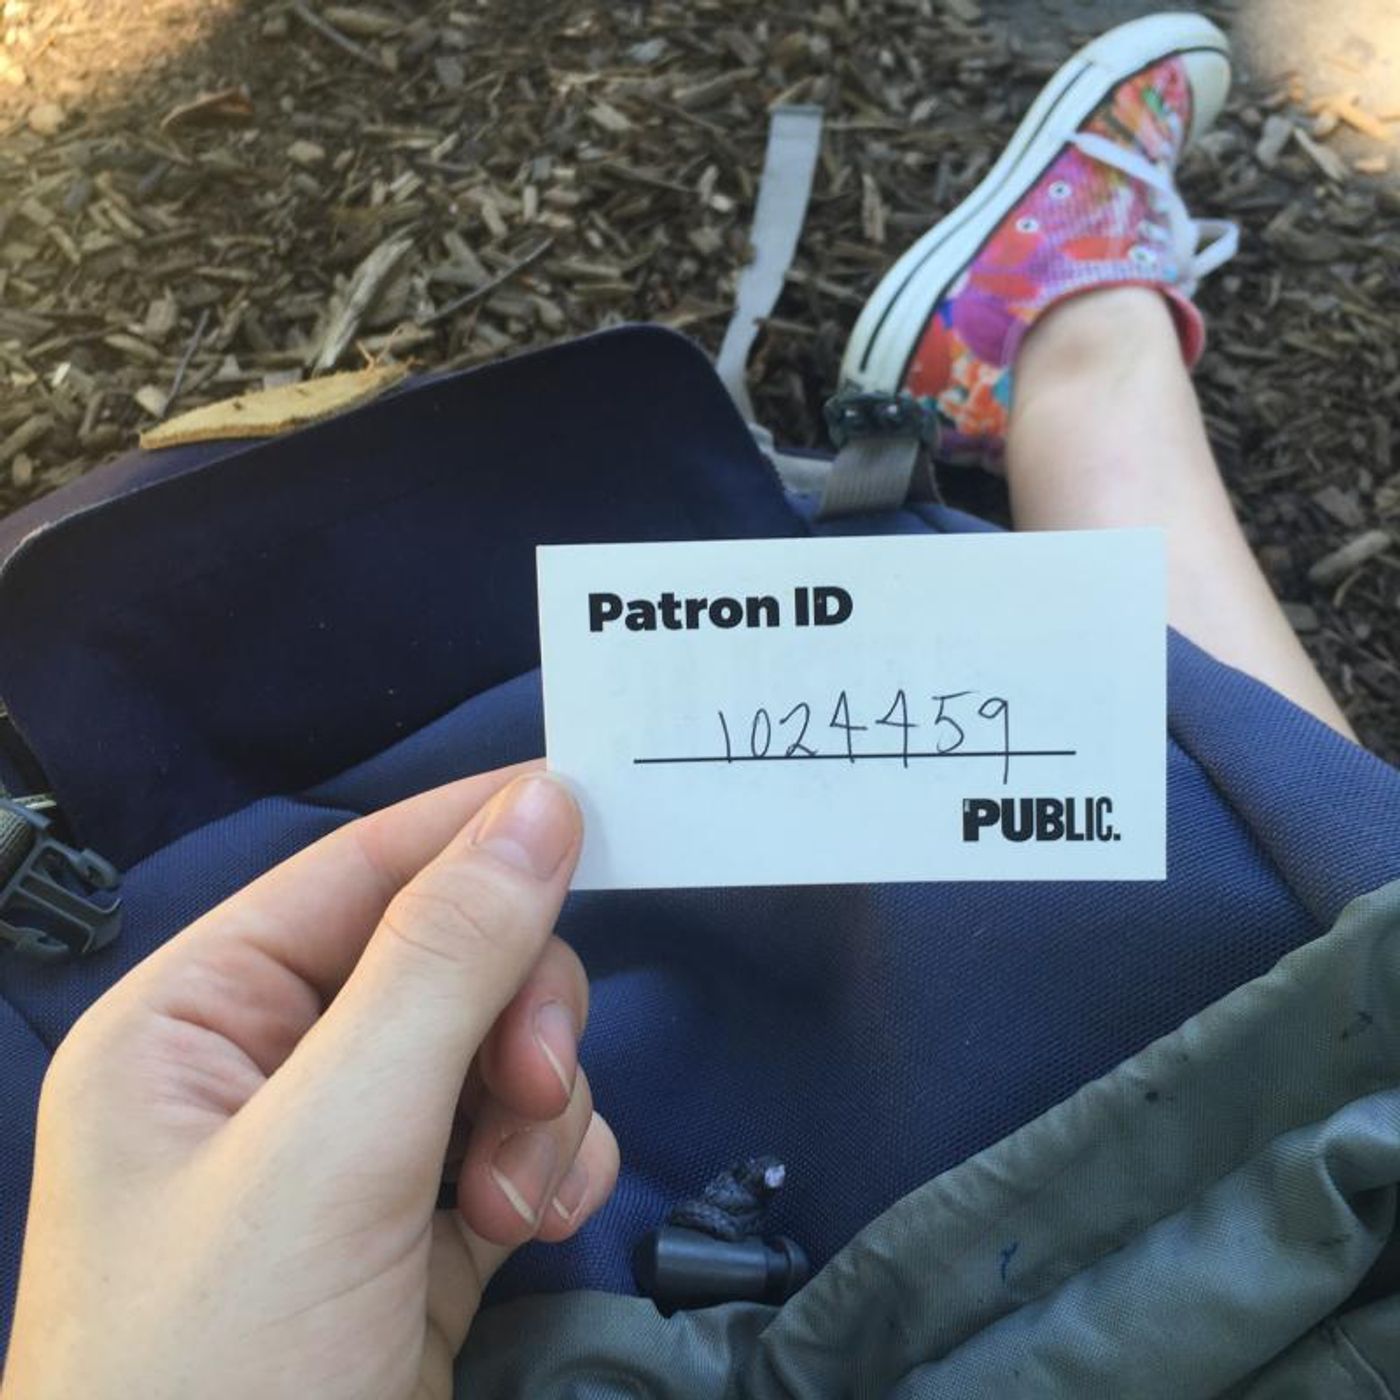 Patron ID
1024459
PUBLIC.